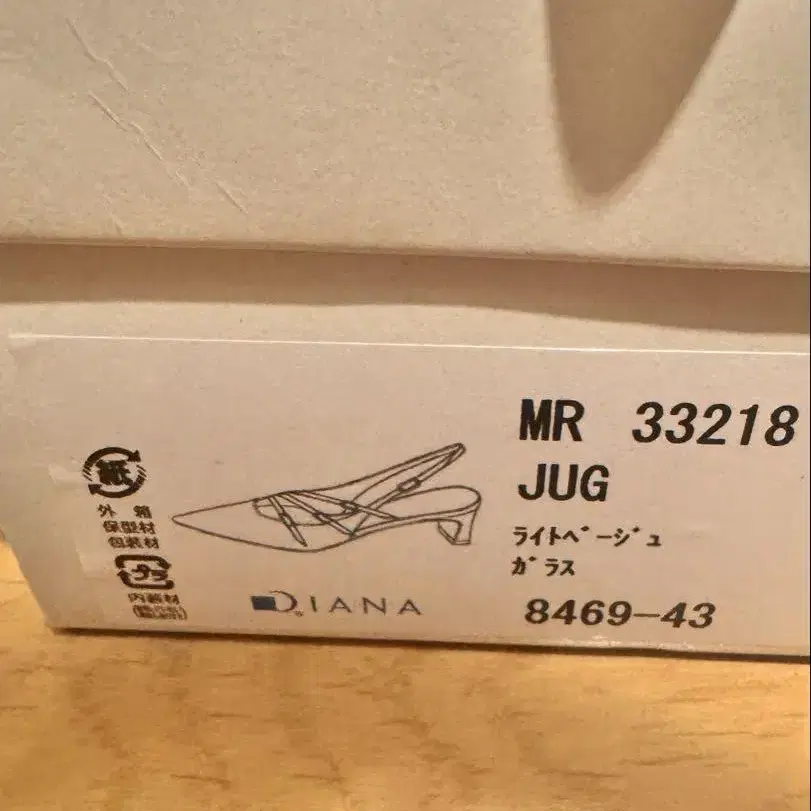 MR 33218
JUG
ライトベージュ
ガラス
8469-43
紙
外箱
保型材
包装材
プラ
内装材
DIANA®